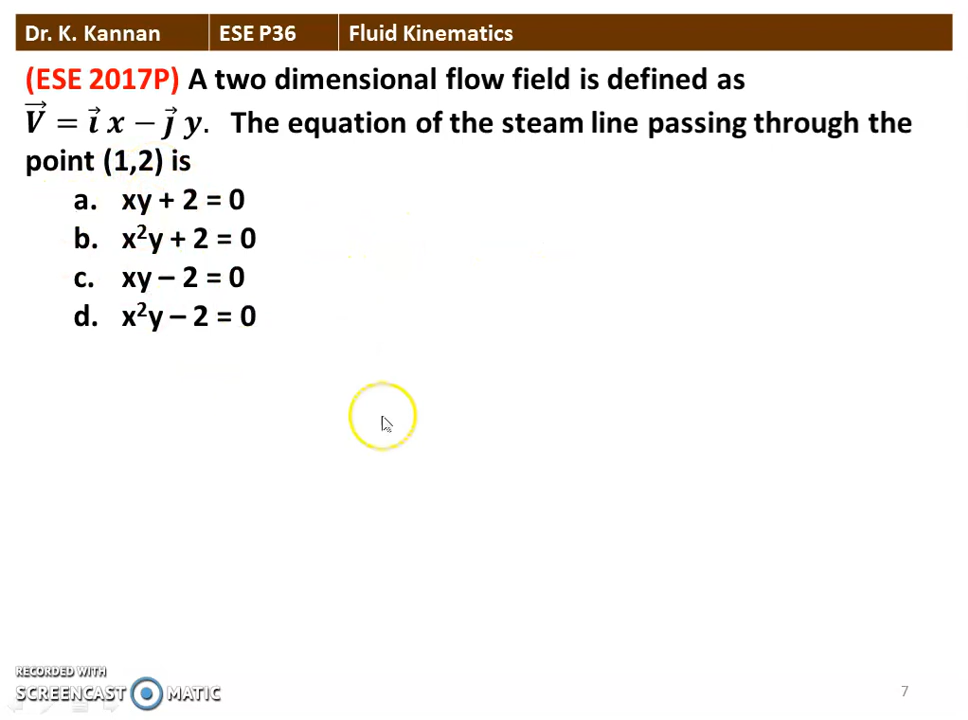 Dr. K. Kannan ESE P36 Fluid Kinematics
(ESE 2017P) A two dimensional flow field is defined as
V⃗ = i⃗ x − j⃗ y. The equation of the steam line passing through the
point (1,2) is
a. xy + 2 = 0
b. x²y + 2 = 0
c. xy – 2 = 0
d. x²y – 2 = 0
RECORDED WITH
SCREENCAST MATIC
7